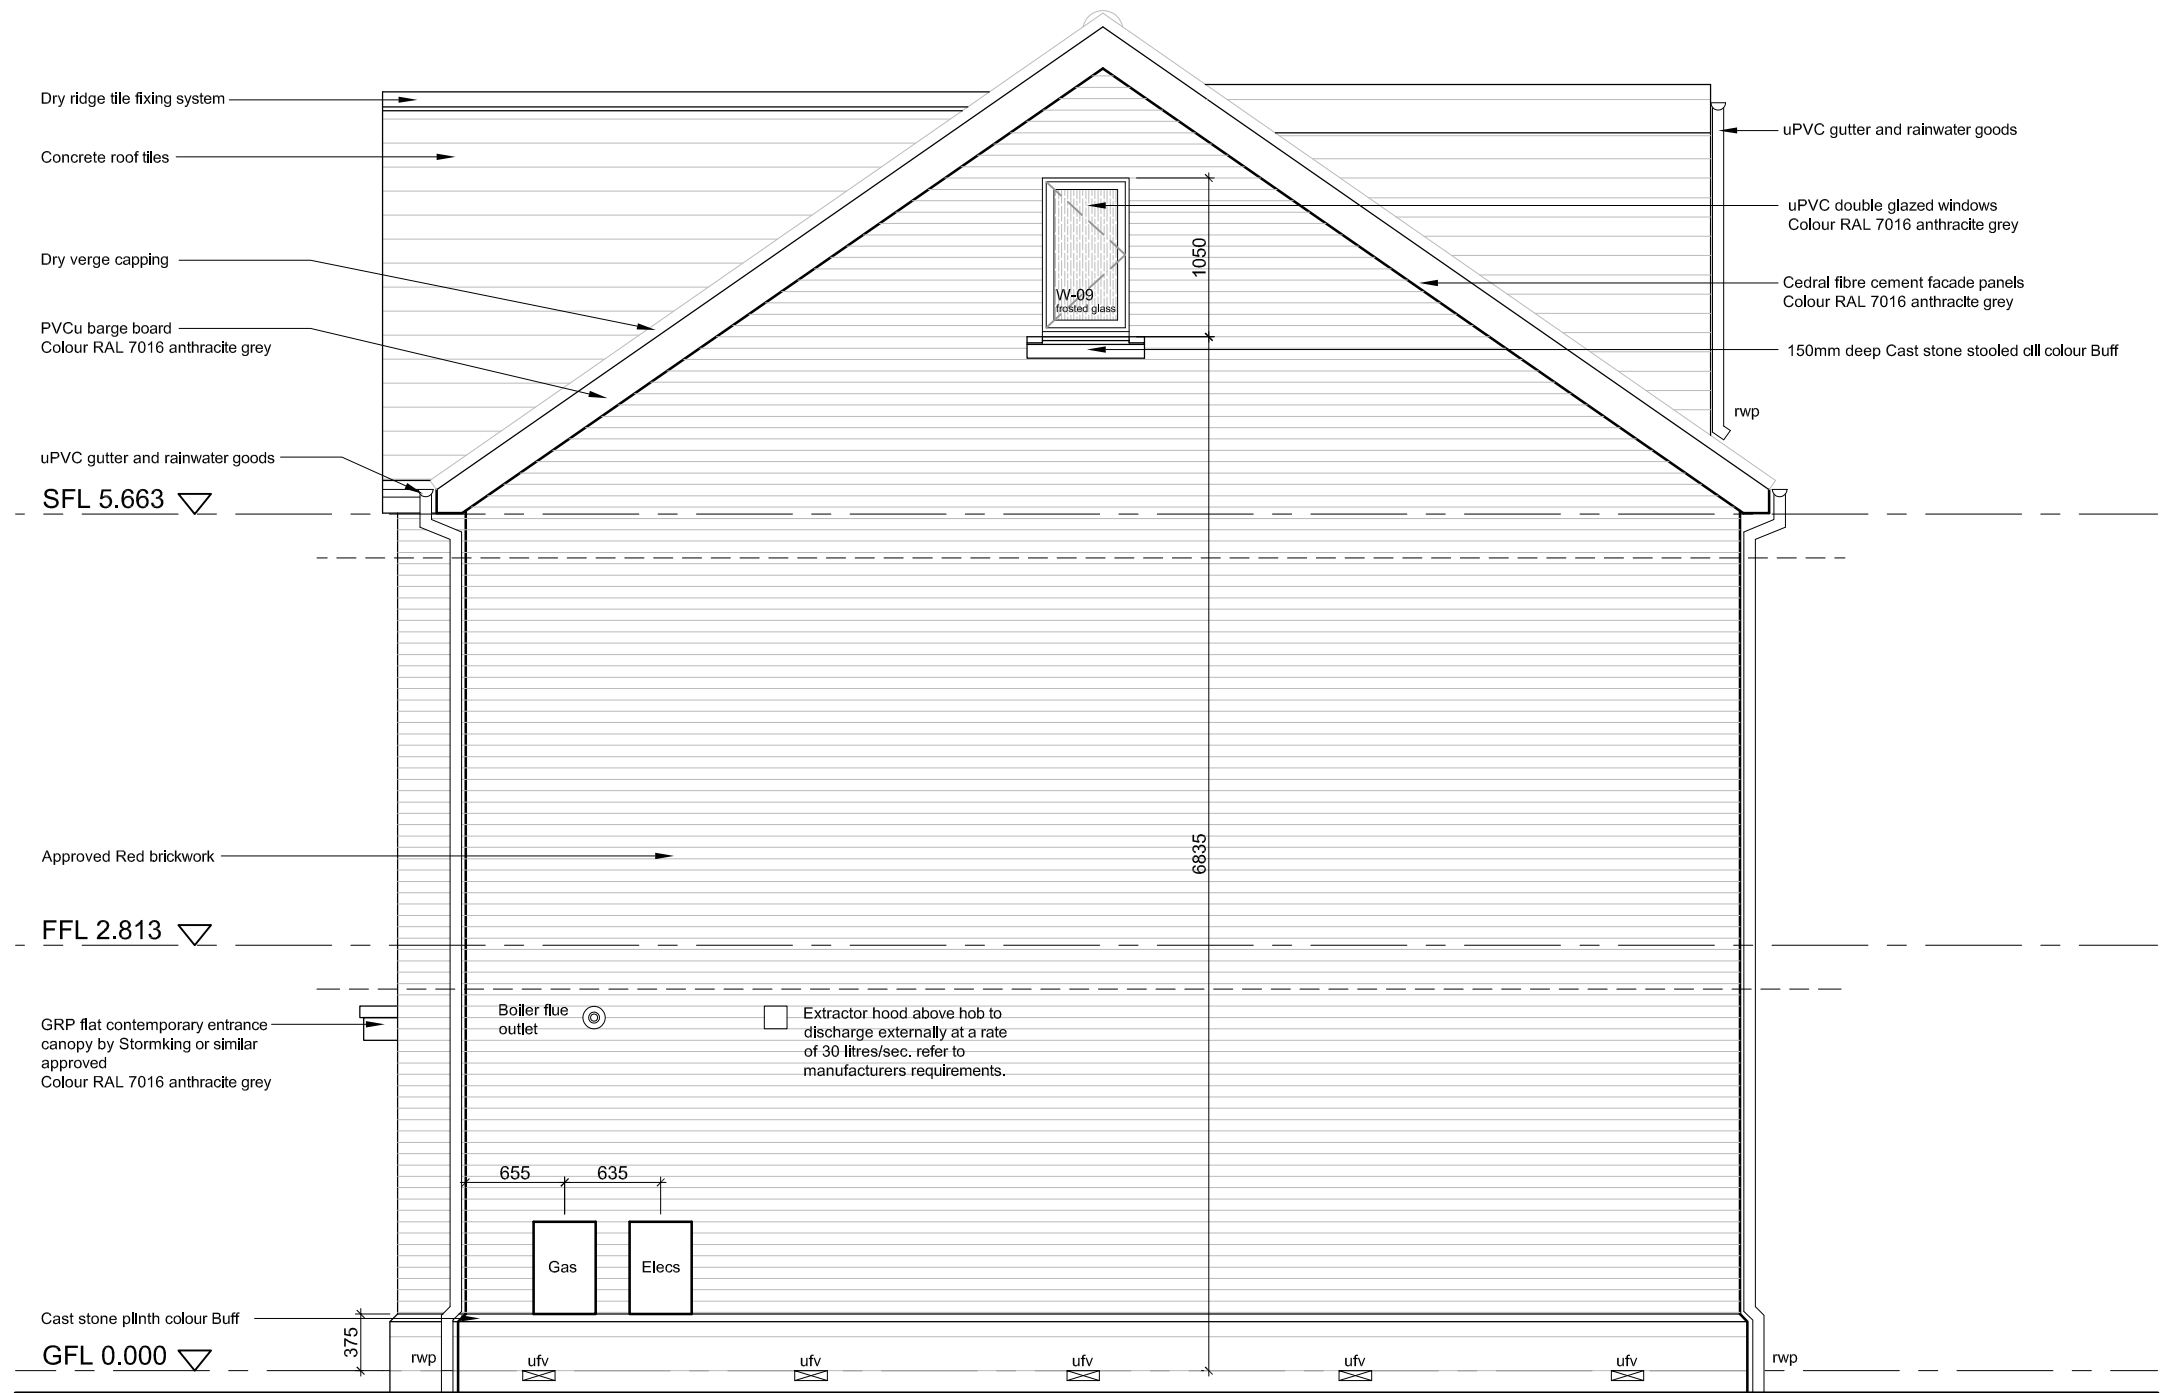 Dry ridge tile fixing system
Concrete roof tiles
Dry verge capping
PVCu barge board
Colour RAL 7016 anthracite grey
uPVC gutter and rainwater goods
SFL 5.663
Approved Red brickwork
FFL 2.813
GRP flat contemporary entrance
canopy by Stormking or similar
approved
Colour RAL 7016 anthracite grey
Cast stone plinth colour Buff
375
GFL 0.000
rwp
W-09
frosted glass
1050
6835
Boiler flue
outlet
Extractor hood above hob to
discharge externally at a rate
of 30 litres/sec. refer to
manufacturers requirements.
655
635
Gas
Elecs
ufv
ufv
ufv
ufv
ufv
uPVC gutter and rainwater goods
uPVC double glazed windows
Colour RAL 7016 anthracite grey
Cedral fibre cement facade panels
Colour RAL 7016 anthracite grey
150mm deep Cast stone stooled cill colour Buff
rwp
rwp